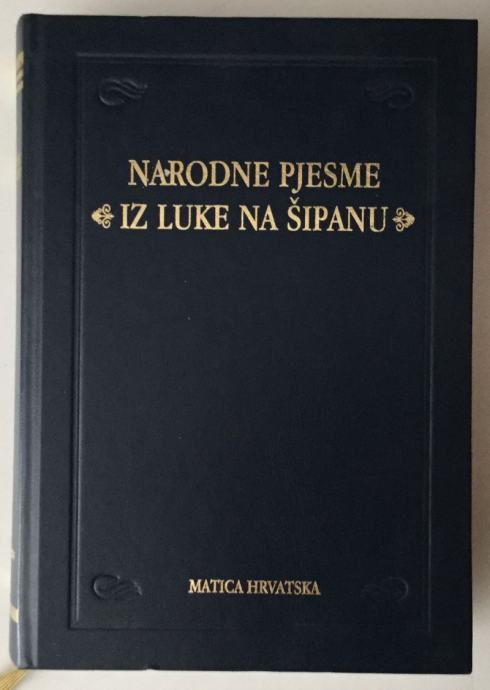 NARODNE PJESME
IZ LUKE NA ŠIPANU
MATICA HRVATSKA